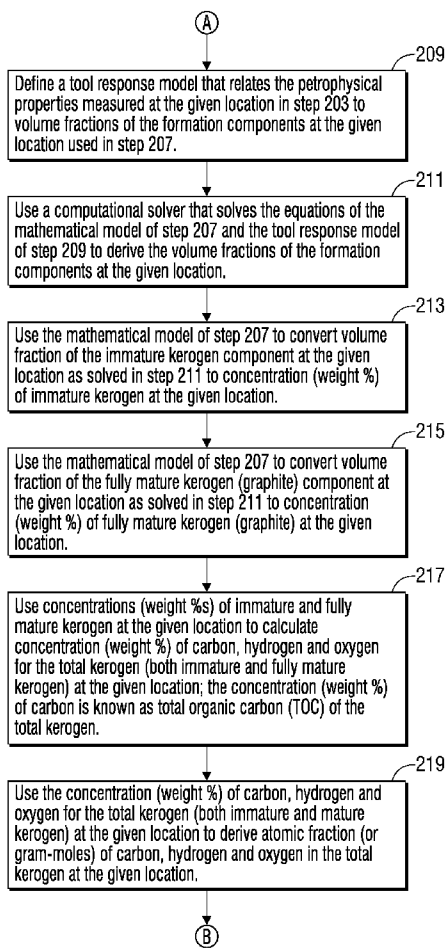 A
209
Define a tool response model that relates the petrophysical
properties measured at the given location in step 203 to
volume fractions of the formation components at the given
location used in step 207.
211
Use a computational solver that solves the equations of the
mathematical model of step 207 and the tool response model
of step 209 to derive the volume fractions of the formation
components at the given location.
213
Use the mathematical model of step 207 to convert volume
fraction of the immature kerogen component at the given
location as solved in step 211 to concentration (weight %)
of immature kerogen at the given location.
215
Use the mathematical model of step 207 to convert volume
fraction of the fully mature kerogen (graphite) component at
the given location as solved in step 211 to concentration
(weight %) of fully mature kerogen (graphite) at the given
location.
217
Use concentrations (weight %s) of immature and fully
mature kerogen at the given location to calculate
concentration (weight %) of carbon, hydrogen and oxygen
for the total kerogen (both immature and fully mature
kerogen) at the given location; the concentration (weight %)
of carbon is known as total organic carbon (TOC) of the
total kerogen.
219
Use the concentration (weight %) of carbon, hydrogen and
oxygen for the total kerogen (both immature and mature
kerogen) at the given location to derive atomic fraction (or
gram-moles) of carbon, hydrogen and oxygen in the total
kerogen at the given location.
B